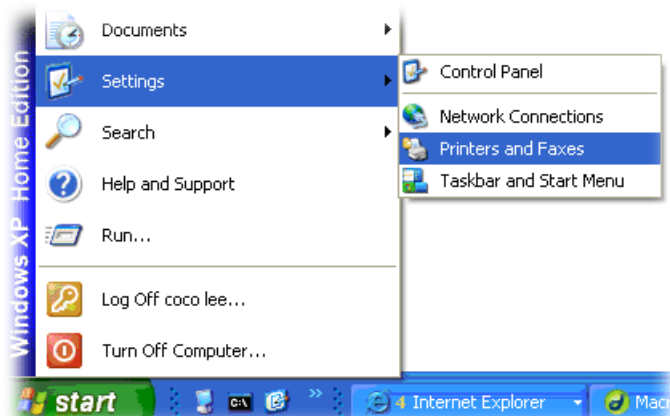 Windows XP Home Edition
Documents
Settings
Search
Help and Support
Run...
Log Off coco lee...
Turn Off Computer...
Control Panel
Network Connections
Printers and Faxes
Taskbar and Start Menu
start
C:\
4 Internet Explorer